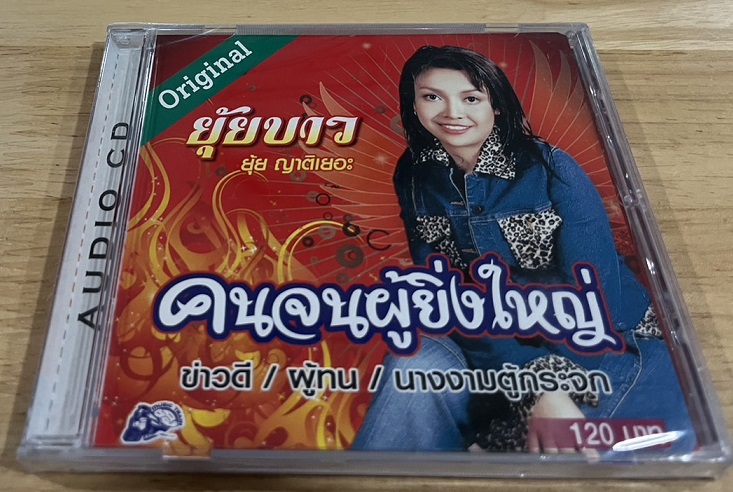 Original
ยุ้ยบาว
ยุ้ย ญาติเยอะ
AUDIO CD
คนจนผู้ยิ่งใหญ่
ข่าวดี / ผู้ทน / นางงามตู้กระจก
120 บาท